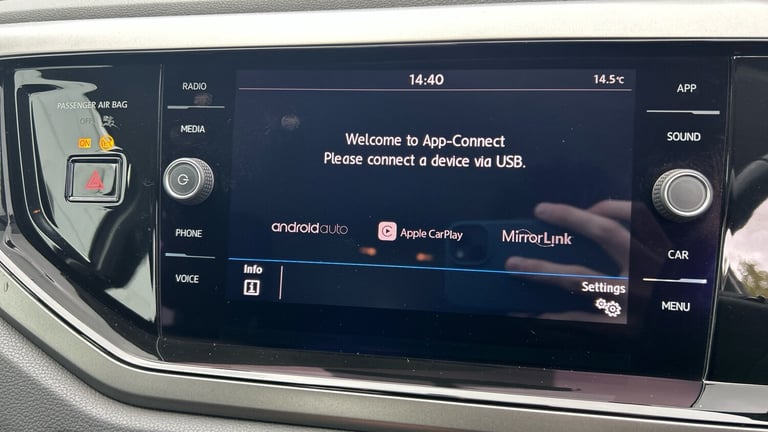 PASSENGER AIR BAG
OFF
ON
RADIO
MEDIA
PHONE
VOICE
14:40
14.5°C
Welcome to App-Connect
Please connect a device via USB.
androidauto
Apple CarPlay
MirrorLink
Info
Settings
APP
SOUND
CAR
MENU